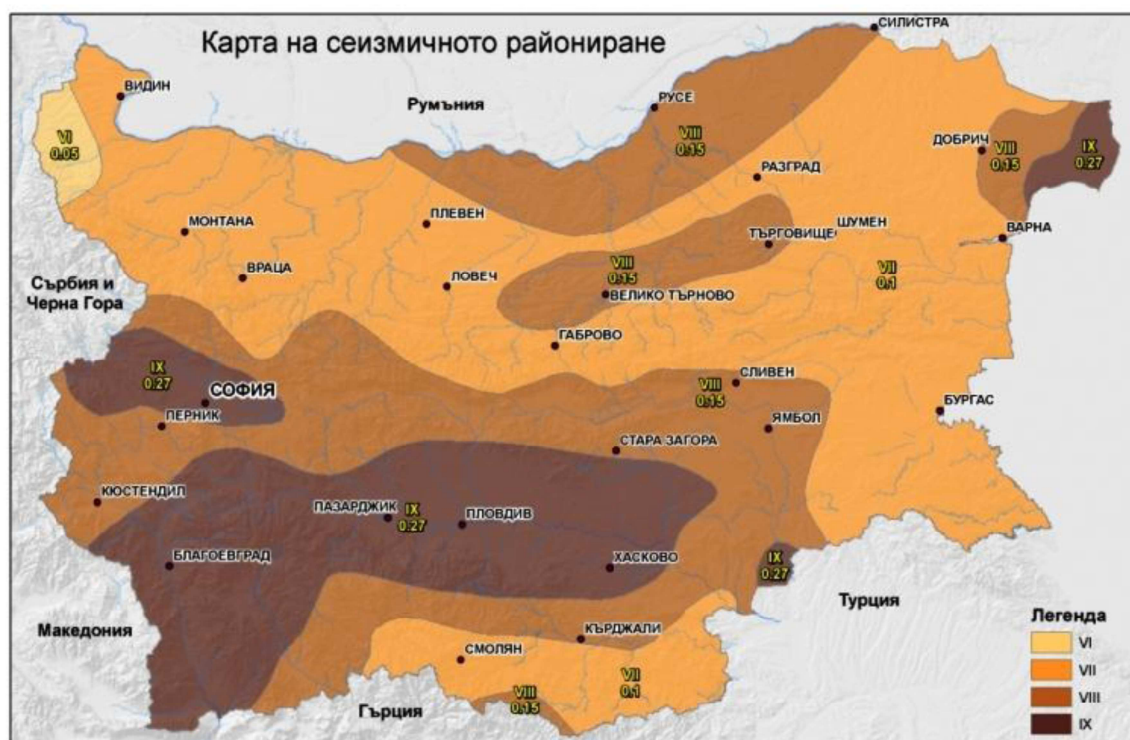 Карта на сеизмичното райониране
СИЛИСТРА
ВИДИН
Румъния
РУСЕ
VI
0.05
VIII
0.15
ДОБРИЧ
VIII
0.15
IX
0.27
РАЗГРАД
МОНТАНА
ПЛЕВЕН
ШУМЕН
ТЪРГОВИЩЕ
ВАРНА
Сърбия и
Черна Гора
ВРАЦА
ЛОВЕЧ
VIII
0.15
ВЕЛИКО ТЪРНОВО
VII
0.1
ГАБРОВО
IX
0.27
СОФИЯ
ПЕРНИК
VIII
0.15
СЛИВЕН
БУРГАС
ЯМБОЛ
СТАРА ЗАГОРА
КЮСТЕНДИЛ
ПАЗАРДЖИК
IX
0.27
ПЛОВДИВ
БЛАГОЕВГРАД
ХАСКОВО
IX
0.27
Турция
Македония
КЪРДЖАЛИ
СМОЛЯН
VII
0.1
VIII
0.15
Гърция
Легенда
VI
VII
VIII
IX